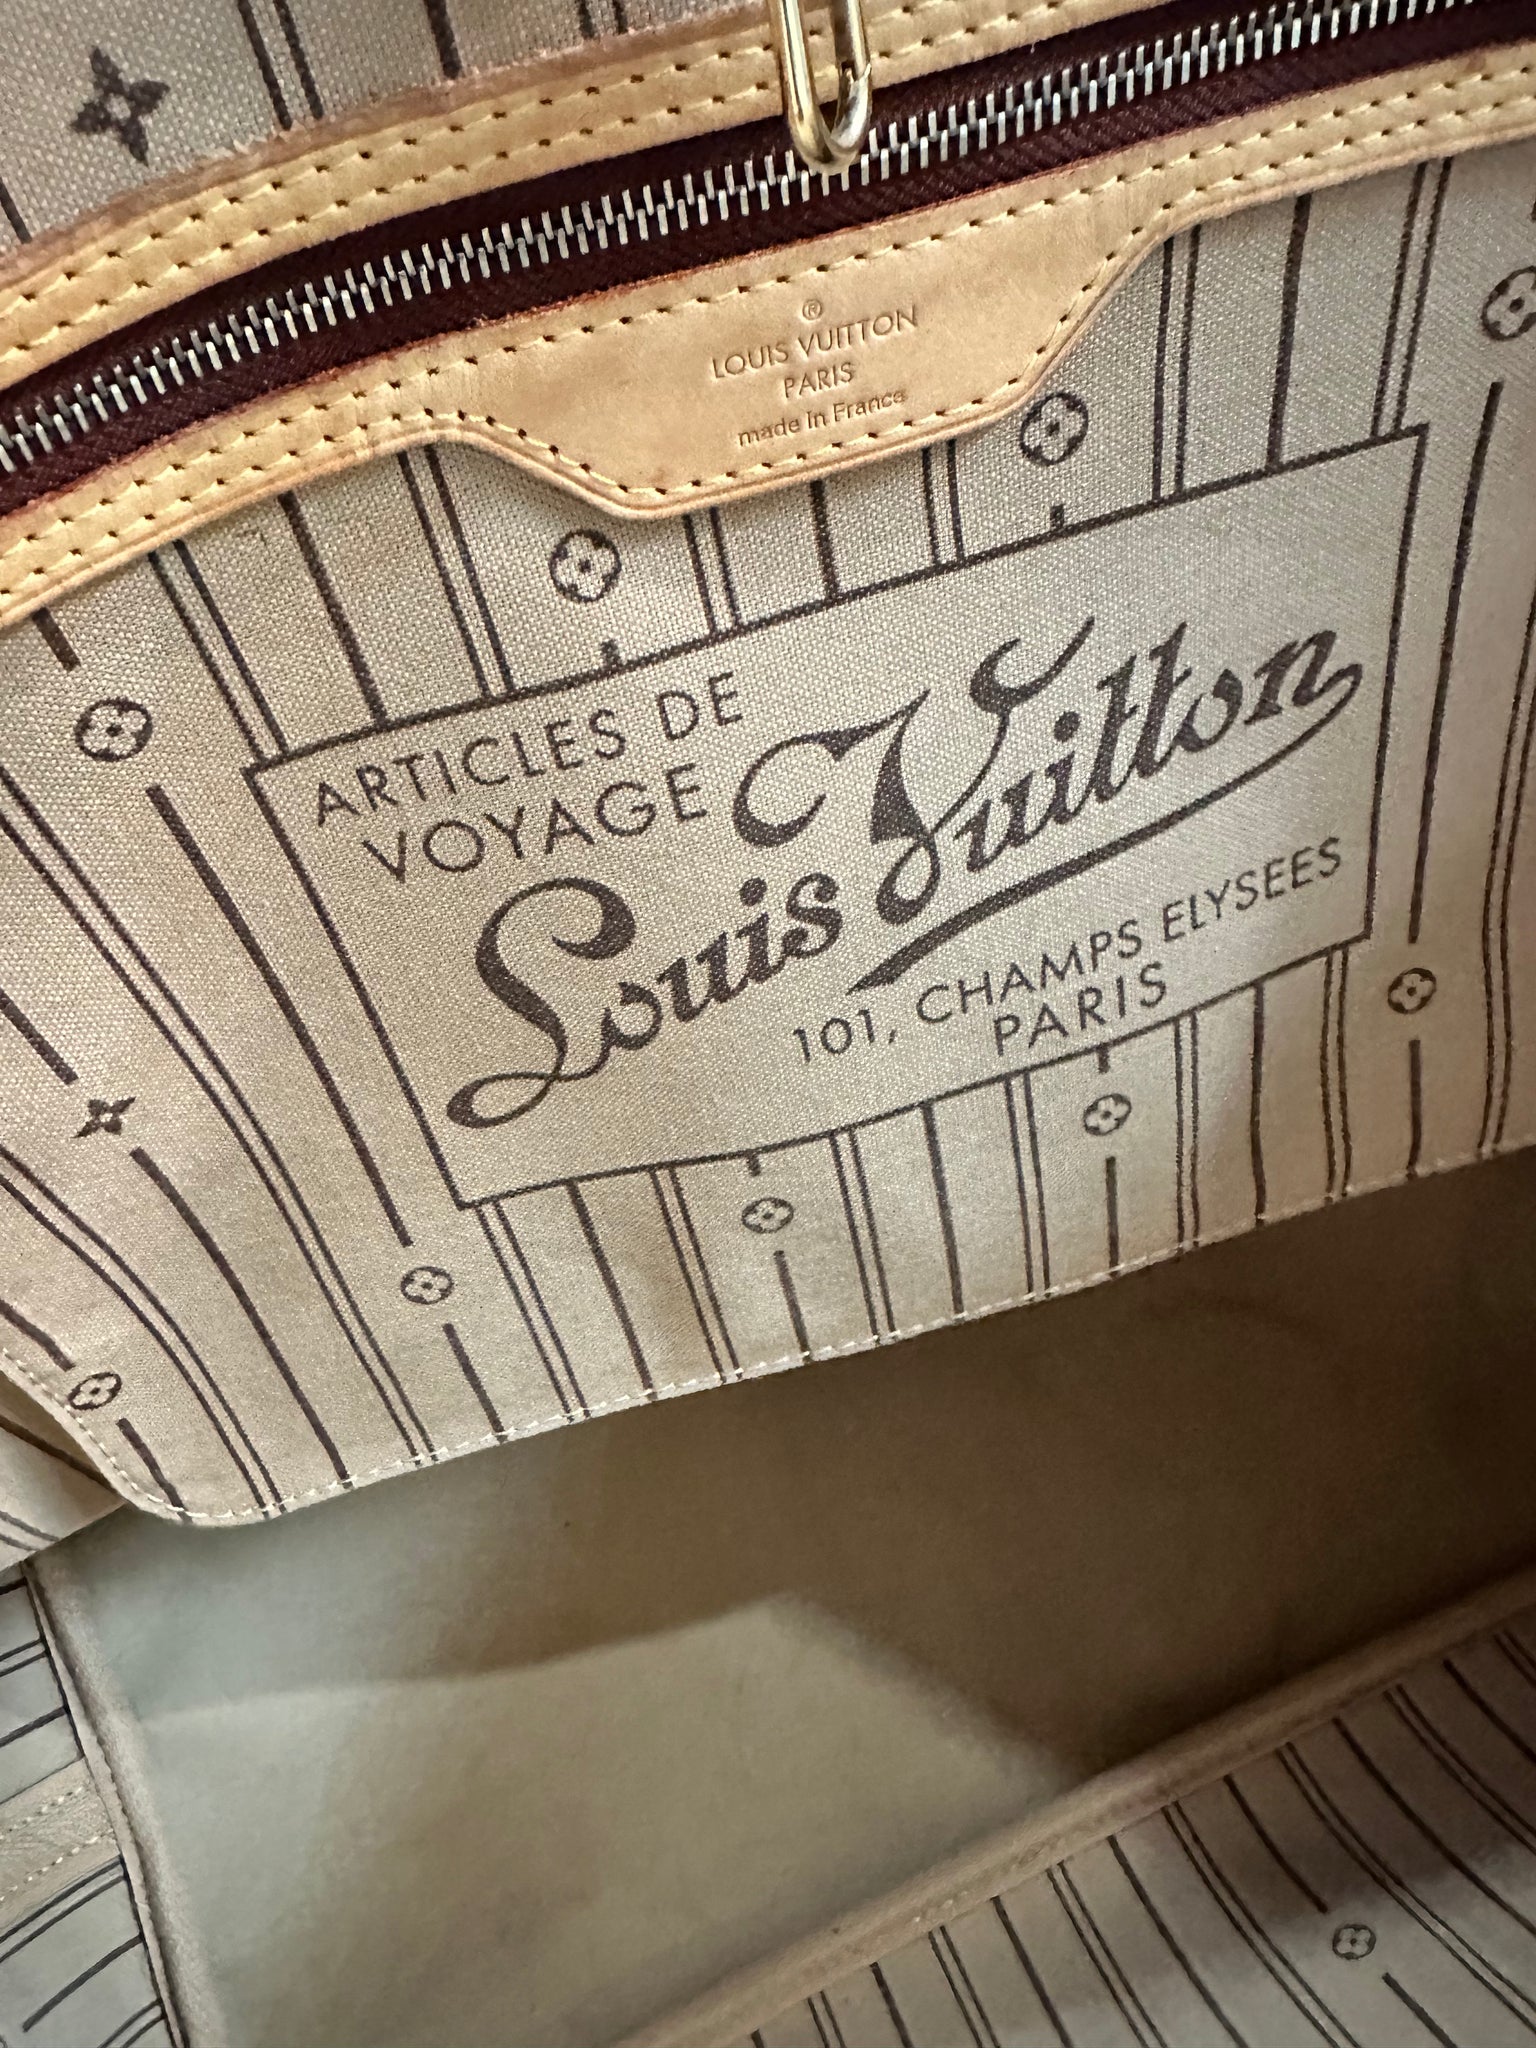 ®
LOUIS VUITTON
PARIS
made in France
ARTICLES DE
VOYAGE
Louis Vuitton
101, CHAMPS ELYSEES
PARIS